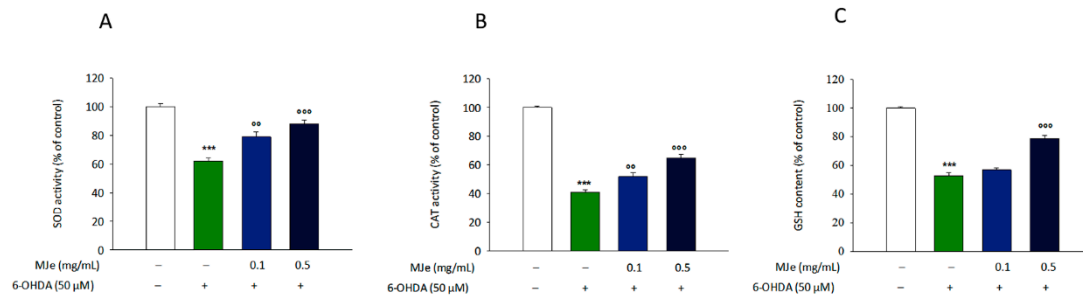 A
SOD activity (% of control)
120
100
80
60
40
20
0
***
°°
°°°
MJe (mg/mL) – – 0.1 0.5
6-OHDA (50 µM) – + + +
B
CAT activity (% of control)
120
100
80
60
40
20
0
***
°°
°°°
MJe (mg/mL) – – 0.1 0.5
6-OHDA (50 µM) – + + +
C
GSH content (% of control)
120
100
80
60
40
20
0
***
°°°
MJe (mg/mL) – – 0.1 0.5
6-OHDA (50 µM) – + + +